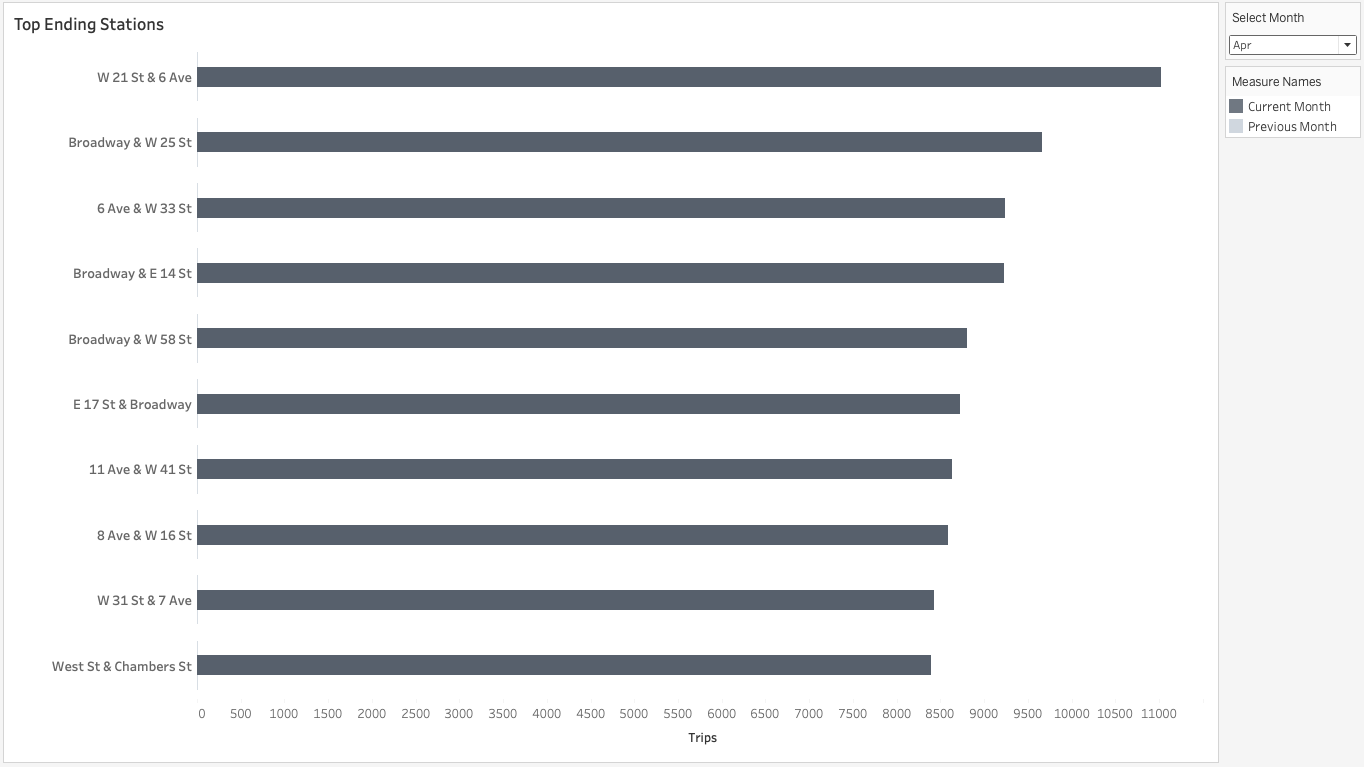 Top Ending Stations
W 21 St & 6 Ave
Broadway & W 25 St
6 Ave & W 33 St
Broadway & E 14 St
Broadway & W 58 St
E 17 St & Broadway
11 Ave & W 41 St
8 Ave & W 16 St
W 31 St & 7 Ave
West St & Chambers St
0 500 1000 1500 2000 2500 3000 3500 4000 4500 5000 5500 6000 6500 7000 7500 8000 8500 9000 9500 10000 10500 11000
Trips
Select Month
Apr
Measure Names
Current Month
Previous Month